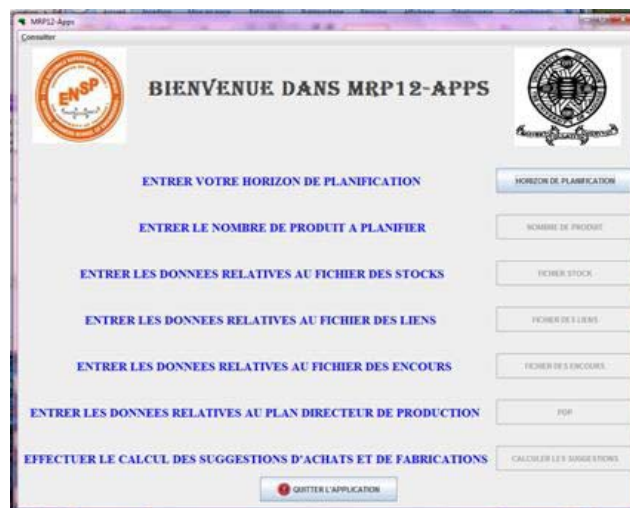 MRP12-Apps
Consulter
ENSP
BIENVENUE DANS MRP12-APPS
ENTRER VOTRE HORIZON DE PLANIFICATION
HORIZON DE PLANIFICATION
ENTRER LE NOMBRE DE PRODUIT A PLANIFIER
NOMBRE DE PRODUIT
ENTRER LES DONNEES RELATIVES AU FICHIER DES STOCKS
FICHIER STOCK
ENTRER LES DONNEES RELATIVES AU FICHIER DES LIENS
FICHIER DES LIENS
ENTRER LES DONNEES RELATIVES AU FICHIER DES ENCOURS
FICHIER DES ENCOURS
ENTRER LES DONNEES RELATIVES AU PLAN DIRECTEUR DE PRODUCTION
PDP
EFFECTUER LE CALCUL DES SUGGESTIONS D'ACHATS ET DE FABRICATIONS
CALCULER LES SUGGESTIONS
QUITTER L'APPLICATION